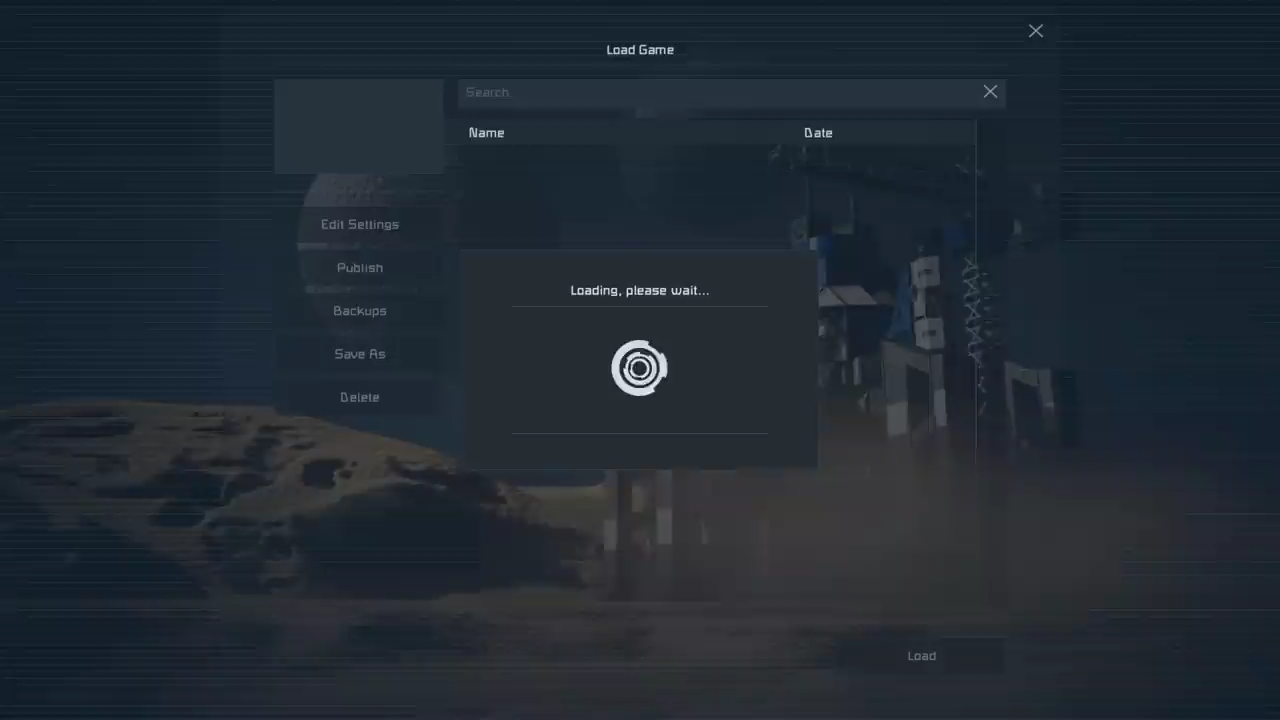 Load Game
Search
Name Date
Edit Settings
Publish
Backups
Save As
Delete
Loading, please wait...
Load